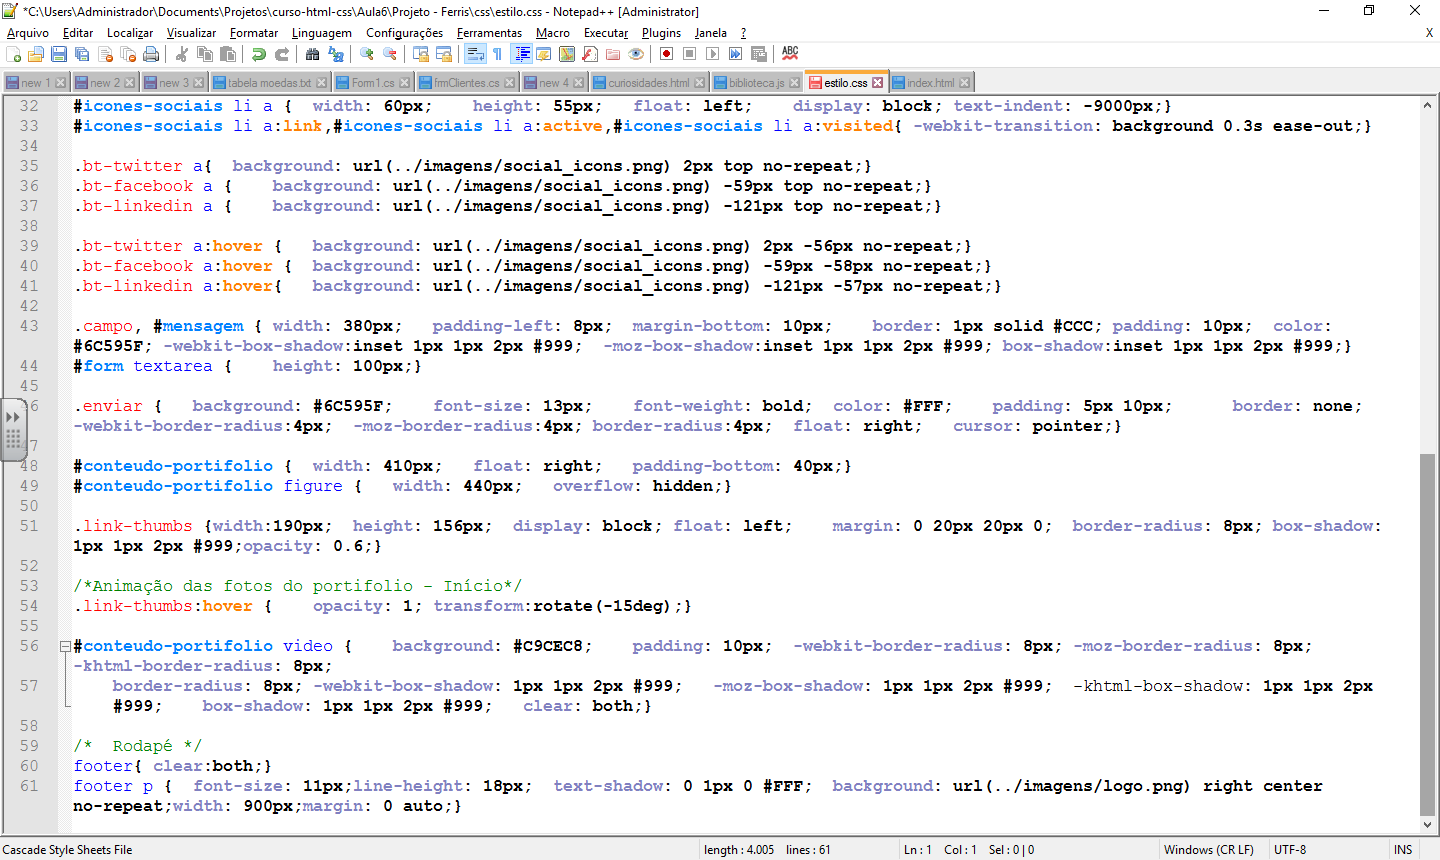 *C:\Users\Administrador\Documents\Projetos\curso-html-css\Aula6\Projeto - Ferris\css\estilo.css - Notepad++ [Administrator]
Arquivo Editar Localizar Visualizar Formatar Linguagem Configurações Ferramentas Macro Executar Plugins Janela ? X
ABC
new 1 new 2 new 3 tabela moedas.txt Form1.cs frmClientes.cs new 4 curiosidades.html biblioteca.js estilo.css index.html
32 #icones-sociais li a { width: 60px; height: 55px; float: left; display: block; text-indent: -9000px;}
33 #icones-sociais li a:link,#icones-sociais li a:active,#icones-sociais li a:visited{ -webkit-transition: background 0.3s ease-out;}
34
35 .bt-twitter a{ background: url(../imagens/social_icons.png) 2px top no-repeat;}
36 .bt-facebook a { background: url(../imagens/social_icons.png) -59px top no-repeat;}
37 .bt-linkedin a { background: url(../imagens/social_icons.png) -121px top no-repeat;}
38
39 .bt-twitter a:hover { background: url(../imagens/social_icons.png) 2px -56px no-repeat;}
40 .bt-facebook a:hover { background: url(../imagens/social_icons.png) -59px -58px no-repeat;}
41 .bt-linkedin a:hover{ background: url(../imagens/social_icons.png) -121px -57px no-repeat;}
42
43 .campo, #mensagem { width: 380px; padding-left: 8px; margin-bottom: 10px; border: 1px solid #CCC; padding: 10px; color:
#6C595F; -webkit-box-shadow:inset 1px 1px 2px #999; -moz-box-shadow:inset 1px 1px 2px #999; box-shadow:inset 1px 1px 2px #999;}
44 #form textarea { height: 100px;}
45
46 .enviar { background: #6C595F; font-size: 13px; font-weight: bold; color: #FFF; padding: 5px 10px; border: none;
-webkit-border-radius:4px; -moz-border-radius:4px; border-radius:4px; float: right; cursor: pointer;}
47
48 #conteudo-portifolio { width: 410px; float: right; padding-bottom: 40px;}
49 #conteudo-portifolio figure { width: 440px; overflow: hidden;}
50
51 .link-thumbs {width:190px; height: 156px; display: block; float: left; margin: 0 20px 20px 0; border-radius: 8px; box-shadow:
1px 1px 2px #999;opacity: 0.6;}
52
53 /*Animação das fotos do portifolio - Início*/
54 .link-thumbs:hover { opacity: 1; transform:rotate(-15deg);}
55
56 #conteudo-portifolio video { background: #C9CEC8; padding: 10px; -webkit-border-radius: 8px; -moz-border-radius: 8px;
-khtml-border-radius: 8px;
57 border-radius: 8px; -webkit-box-shadow: 1px 1px 2px #999; -moz-box-shadow: 1px 1px 2px #999; -khtml-box-shadow: 1px 1px 2px
#999; box-shadow: 1px 1px 2px #999; clear: both;}
58
59 /* Rodapé */
60 footer{ clear:both;}
61 footer p { font-size: 11px;line-height: 18px; text-shadow: 0 1px 0 #FFF; background: url(../imagens/logo.png) right center
no-repeat;width: 900px;margin: 0 auto;}
Cascade Style Sheets File length : 4.005 lines : 61 Ln : 1 Col : 1 Sel : 0 | 0 Windows (CR LF) UTF-8 INS